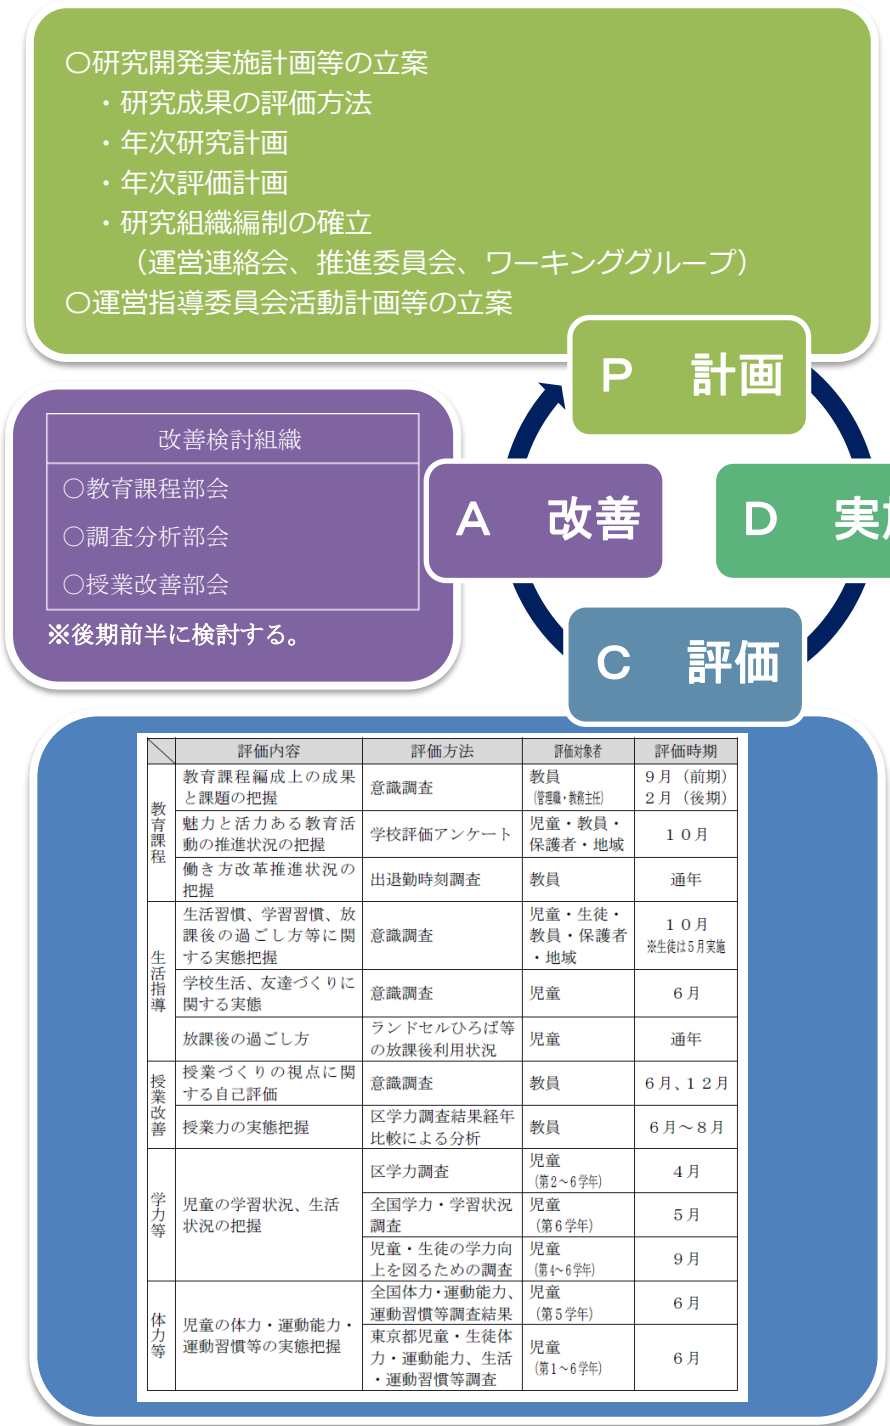 〇研究開発実施計画等の立案
・研究成果の評価方法
・年次研究計画
・年次評価計画
・研究組織編制の確立
（運営連絡会、推進委員会、ワーキンググループ）
〇運営指導委員会活動計画等の立案
P 計画
改善検討組織
〇教育課程部会
〇調査分析部会
〇授業改善部会
※後期前半に検討する。
A 改善
D 実施
C 評価
評価内容 評価方法 評価対象者 評価時期
教育課程
教育課程編成上の成果
と課題の把握
意識調査
教員
(管理職・教務主任)
９月（前期）
２月（後期）
魅力と活力ある教育活
動の推進状況の把握
学校評価アンケート
児童・教員・
保護者・地域
１０月
働き方改革推進状況の
把握
出退勤時刻調査
教員
通年
生活指導
生活習慣、学習習慣、放
課後の過ごし方等に関
する実態把握
意識調査
児童・生徒・
教員・保護者
・地域
１０月
※生徒は５月実施
学校生活、友達づくりに
関する実態
意識調査
児童
６月
放課後の過ごし方
ランドセルひろば等
の放課後利用状況
児童
通年
授業改善
授業づくりの視点に関
する自己評価
意識調査
教員
６月、１２月
授業力の実態把握
区学力調査結果経年
比較による分析
教員
６月～８月
学力等
児童の学習状況、生活
状況の把握
区学力調査
児童
(第２～６学年)
４月
全国学力・学習状況
調査
児童
(第６学年)
５月
児童・生徒の学力向
上を図るための調査
児童
(第４～６学年)
９月
体力等
児童の体力・運動能力・
運動習慣等の実態把握
全国体力・運動能力、
運動習慣等調査結果
児童
(第５学年)
６月
東京都児童・生徒体
力・運動能力、生活
・運動習慣等調査
児童
(第１～６学年)
６月